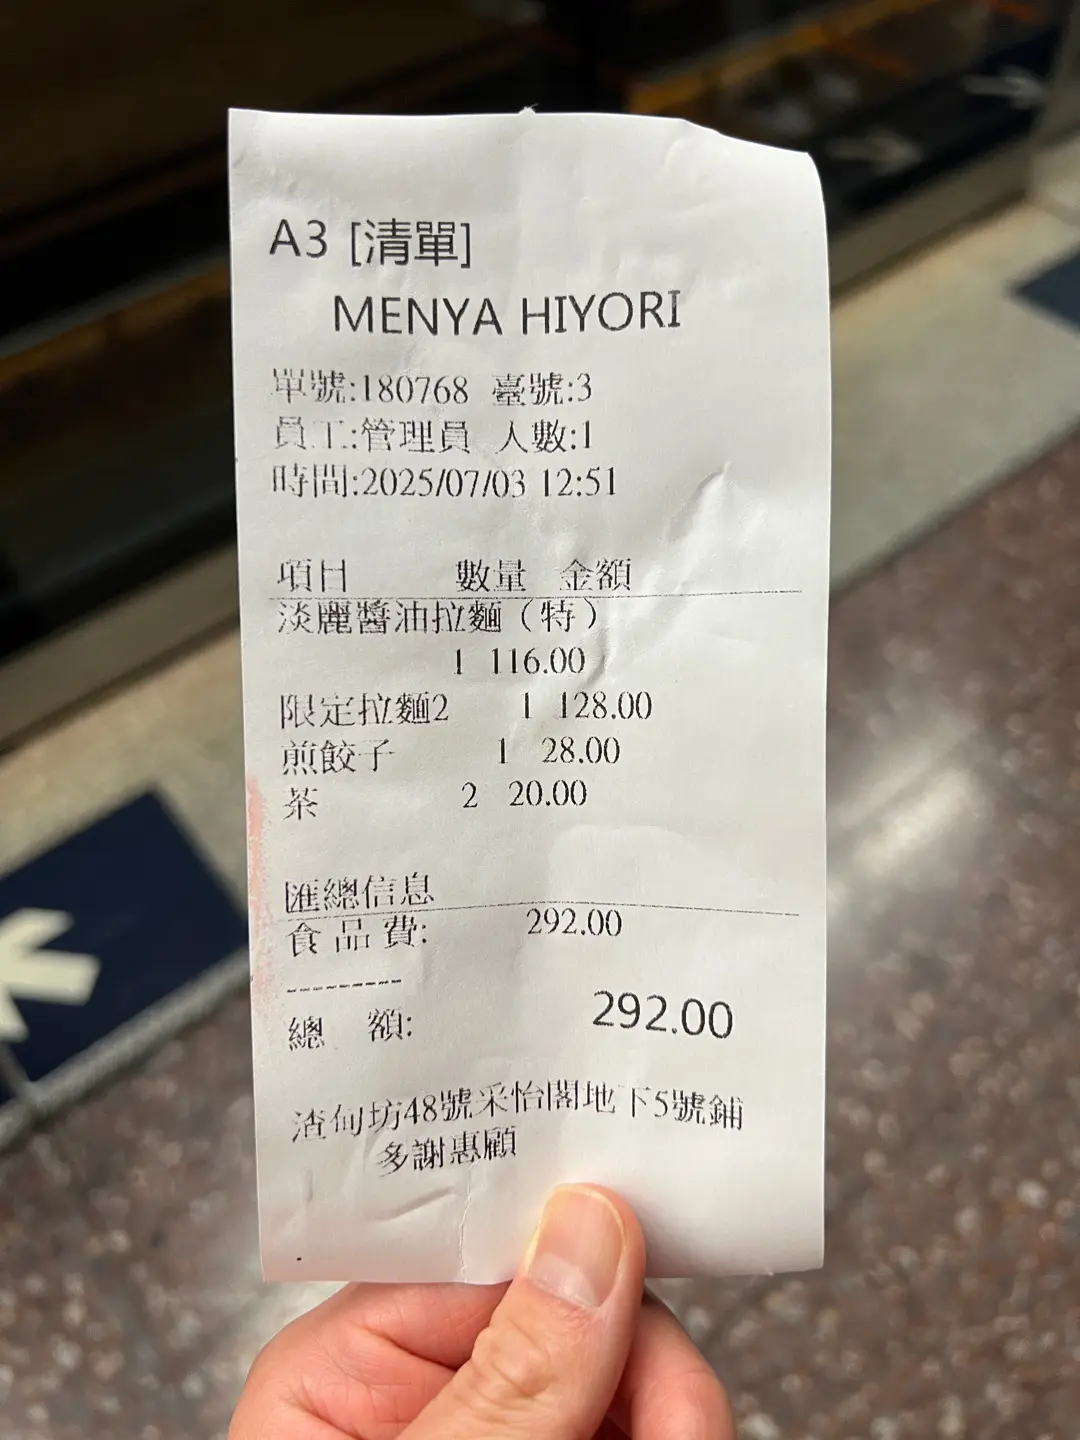 A3 [清單]
MENYA HIYORI
單號:180768 臺號:3
員工:管理員 人數:1
時間:2025/07/03 12:51
項目 數量 金額
淡麗醬油拉麵（特）
1 116.00
限定拉麵2 1 128.00
煎餃子 1 28.00
茶 2 20.00
匯總信息
食品費: 292.00
---------
總 額: 292.00
渣甸坊48號采怡閣地下5號鋪
多謝惠顧